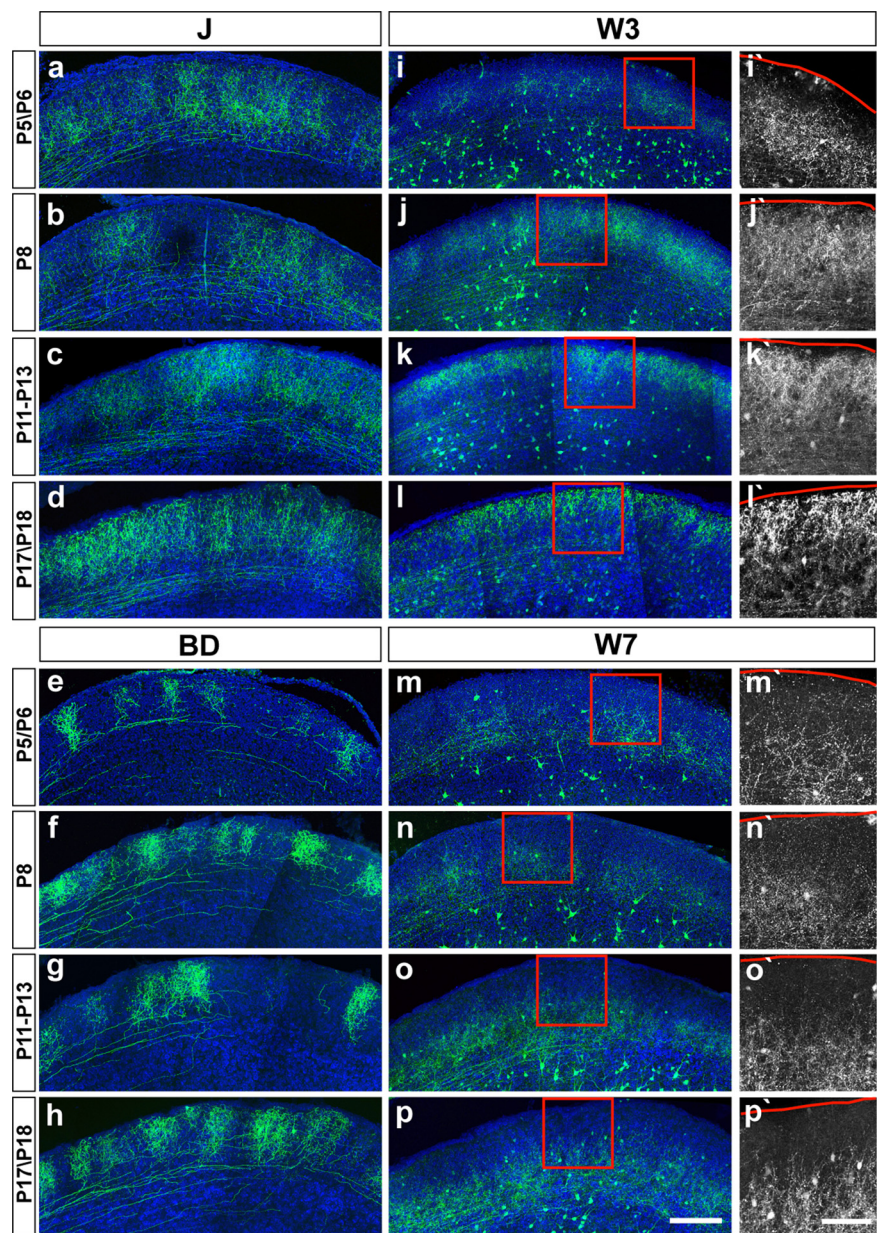 J W3
P5\P6 a i i`
P8 b j j`
P11-P13 c k k`
P17\P18 d l l`
BD W7
P5/P6 e m m`
P8 f n n`
P11-P13 g o o`
P17\P18 h p p`